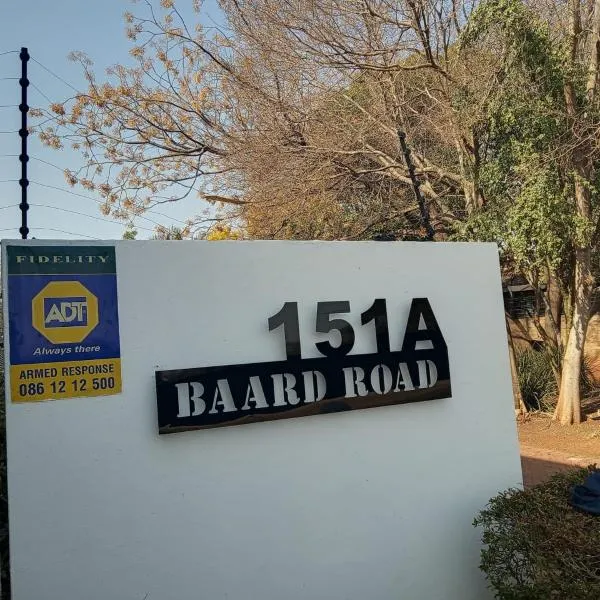 FIDELITY
ADT
Always there
ARMED RESPONSE
086 12 12 500
151A
BAARD ROAD